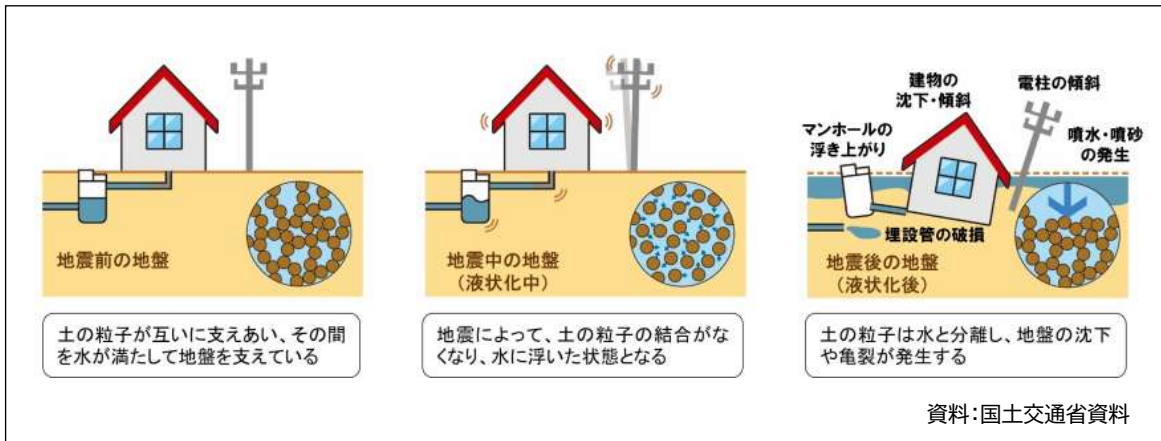 地震前の地盤
土の粒子が互いに支えあい、その間
を水が満たして地盤を支えている
地震中の地盤
(液状化中)
地震によって、土の粒子の結合がな
くなり、水に浮いた状態となる
建物の
沈下・傾斜
電柱の傾斜
マンホールの
浮き上がり
噴水・噴砂
の発生
埋設管の破損
地震後の地盤
(液状化後)
土の粒子は水と分離し、地盤の沈下
や亀裂が発生する
資料:国土交通省資料